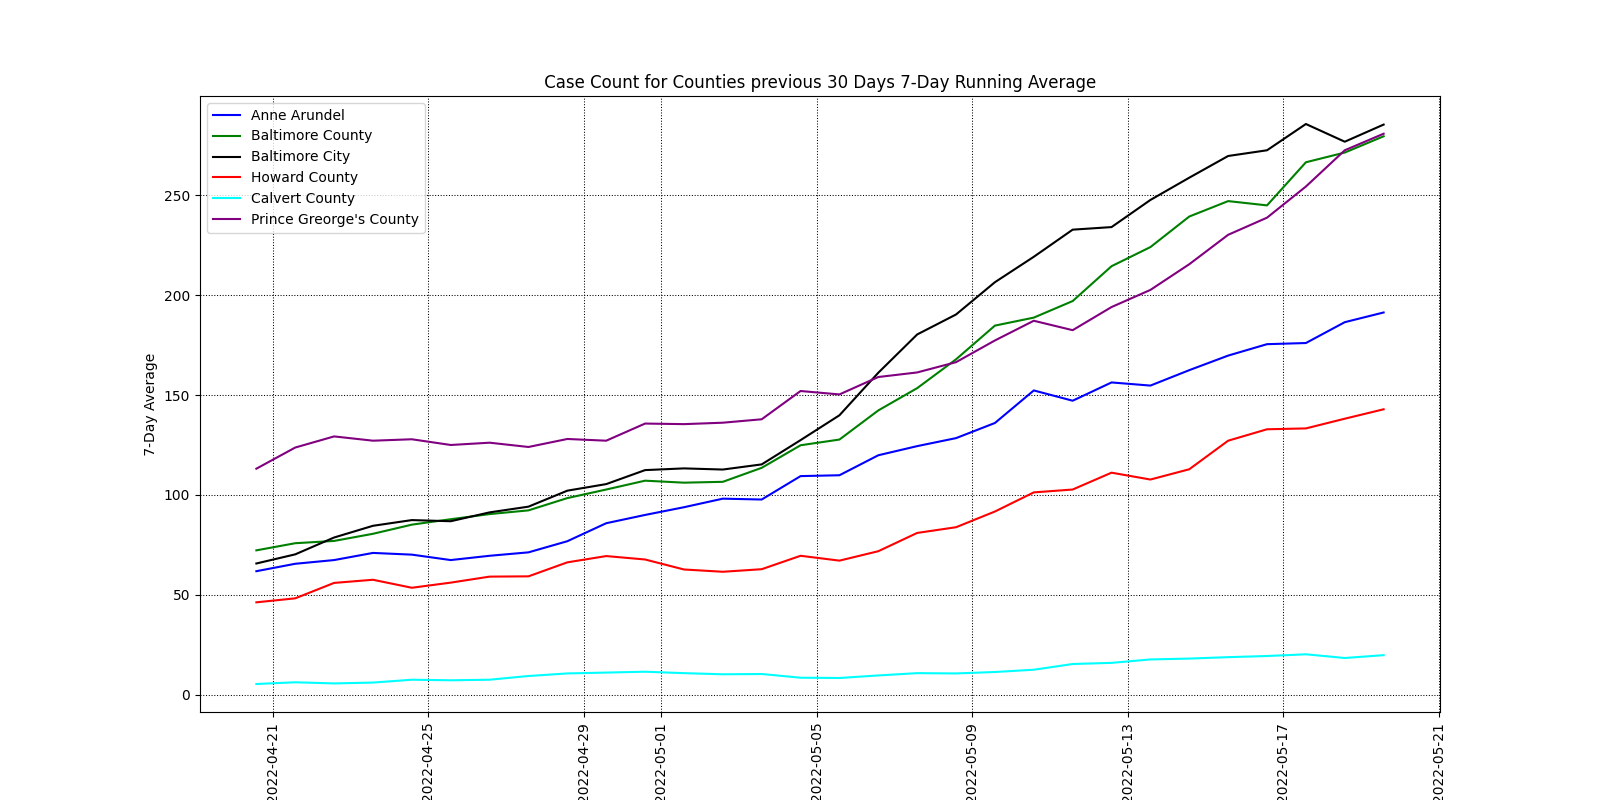 Case Count for Counties previous 30 Days 7-Day Running Average
Anne Arundel
Baltimore County
Baltimore City
Howard County
Calvert County
Prince Greorge's County
7-Day Average
250
200
150
100
50
0
2022-04-21
2022-04-25
2022-04-29
2022-05-01
2022-05-05
2022-05-09
2022-05-13
2022-05-17
2022-05-21